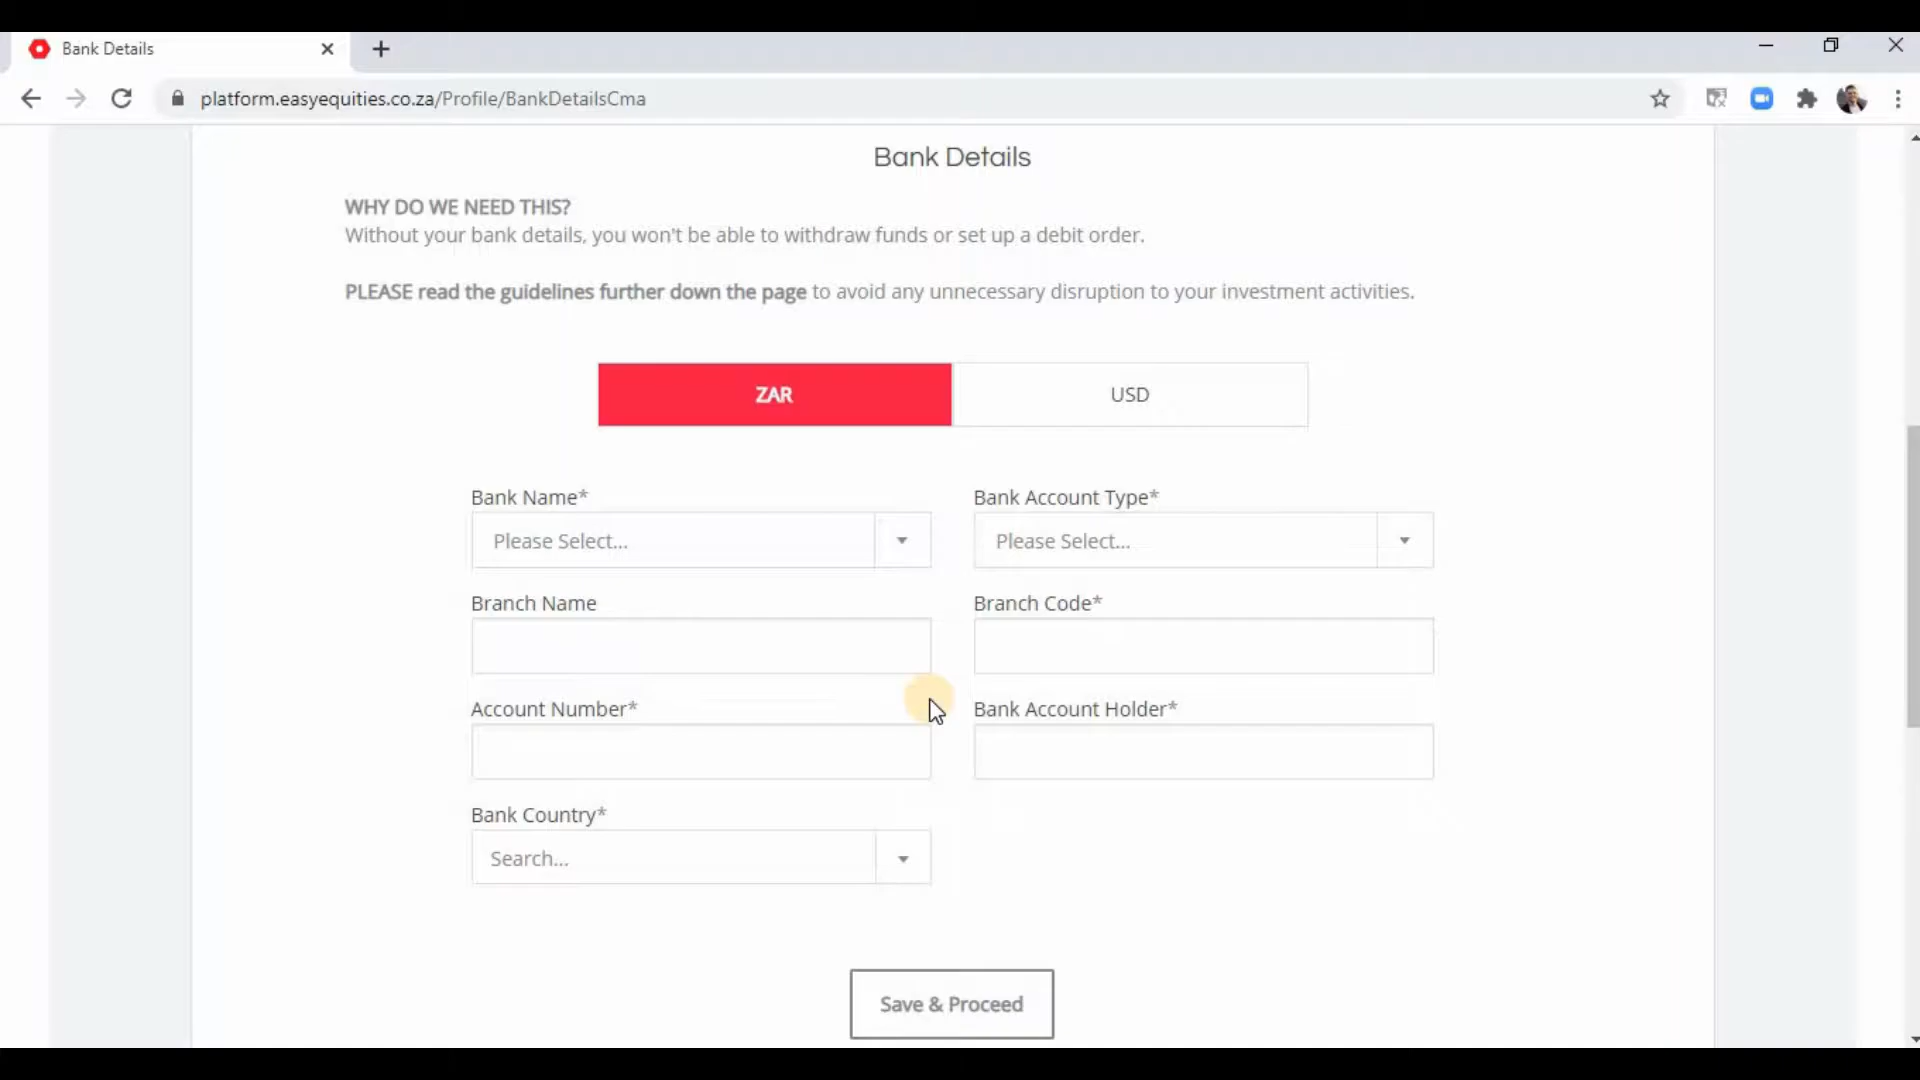 Bank Details
platform.easyequities.co.za/Profile/BankDetailsCma
Bank Details
WHY DO WE NEED THIS?
Without your bank details, you won't be able to withdraw funds or set up a debit order.
PLEASE read the guidelines further down the page to avoid any unnecessary disruption to your investment activities.
ZAR USD
Bank Name* Bank Account Type*
Please Select... Please Select...
Branch Name Branch Code*
Account Number* Bank Account Holder*
Bank Country*
Search...
Save & Proceed